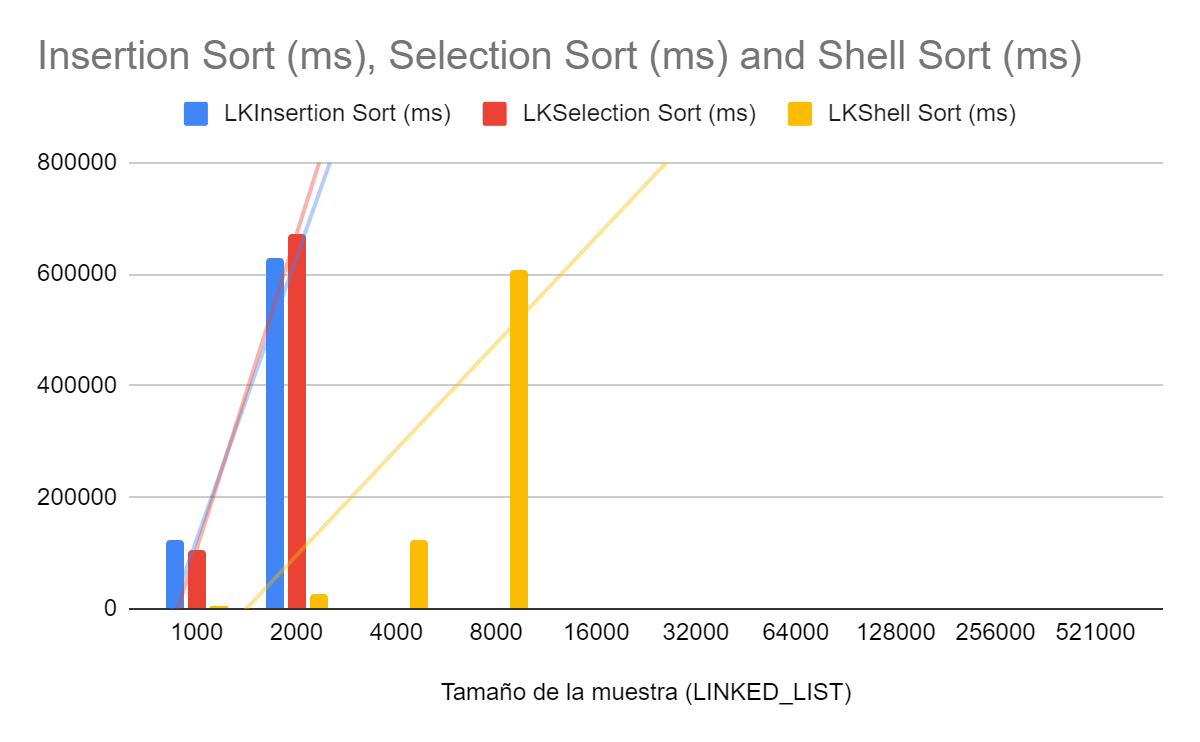 Insertion Sort (ms), Selection Sort (ms) and Shell Sort (ms)
LKInsertion Sort (ms) LKSelection Sort (ms) LKShell Sort (ms)
800000
600000
400000
200000
0
1000 2000 4000 8000 16000 32000 64000 128000 256000 521000
Tamaño de la muestra (LINKED_LIST)